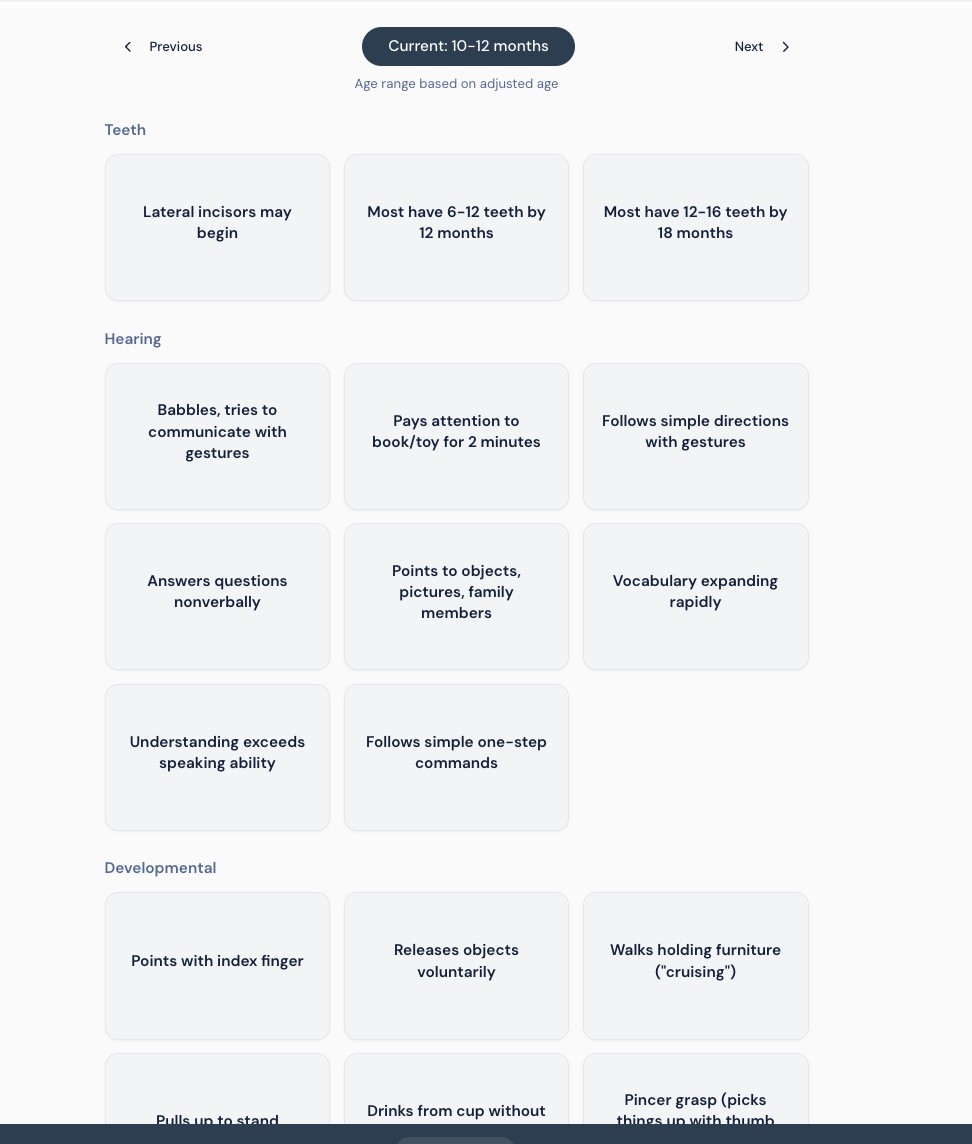 Previous
Current: 10-12 months
Next
Age range based on adjusted age
Teeth
Lateral incisors may
begin
Most have 6-12 teeth by
12 months
Most have 12-16 teeth by
18 months
Hearing
Babbles, tries to
communicate with
gestures
Pays attention to
book/toy for 2 minutes
Follows simple directions
with gestures
Answers questions
nonverbally
Points to objects,
pictures, family
members
Vocabulary expanding
rapidly
Understanding exceeds
speaking ability
Follows simple one-step
commands
Developmental
Points with index finger
Releases objects
voluntarily
Walks holding furniture
("cruising")
Pulls up to stand
Drinks from cup without
Pincer grasp (picks
things up with thumb